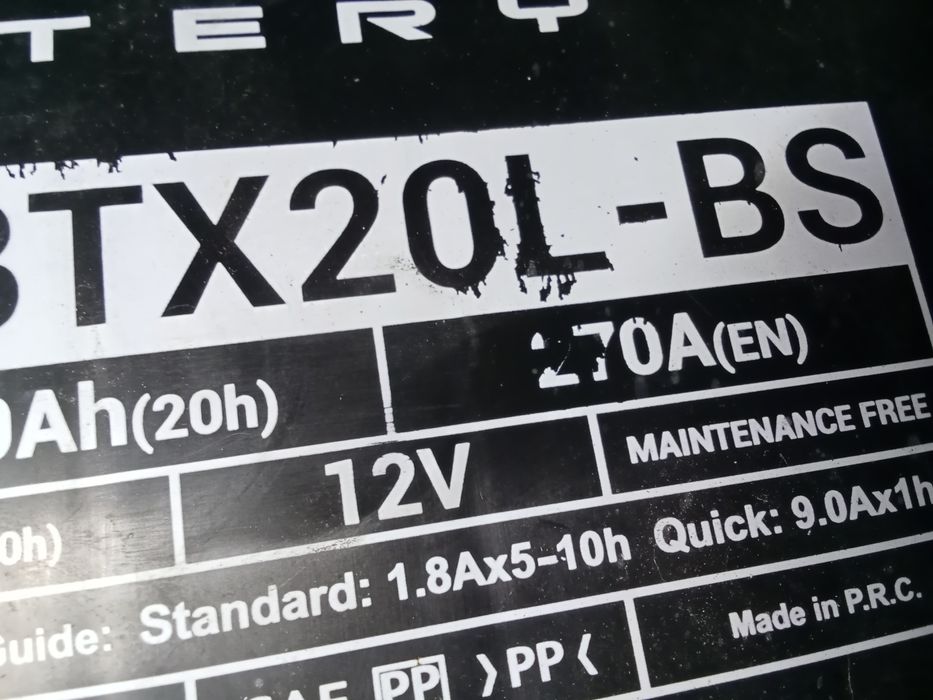 TERY
BTX20L-BS
0Ah(20h) 270A(EN)
0h) 12V MAINTENANCE FREE
Guide: Standard: 1.8Ax5-10h Quick: 9.0Ax1h
PP >PP< Made in P.R.C.